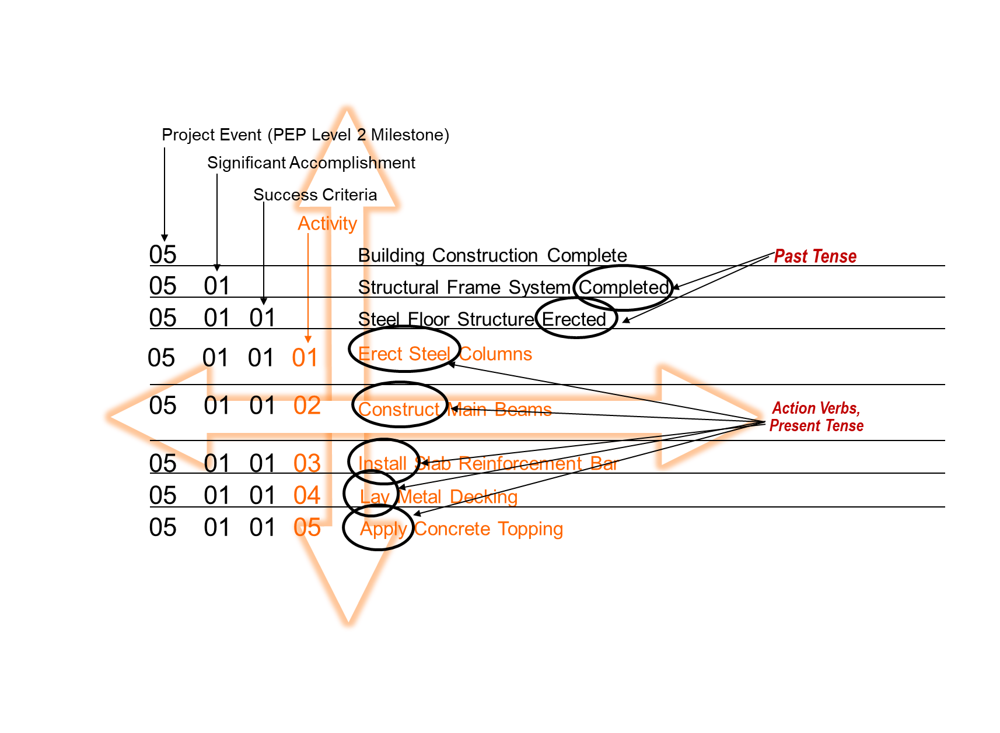 Project Event (PEP Level 2 Milestone)
Significant Accomplishment
Success Criteria
Activity
05 Building Construction Complete
Past Tense
05 01 Structural Frame System Completed
05 01 01 Steel Floor Structure Erected
05 01 01 01 Erect Steel Columns
05 01 01 02 Construct Main Beams
Action Verbs,
Present Tense
05 01 01 03 Install Slab Reinforcement Bar
05 01 01 04 Lay Metal Decking
05 01 01 05 Apply Concrete Topping